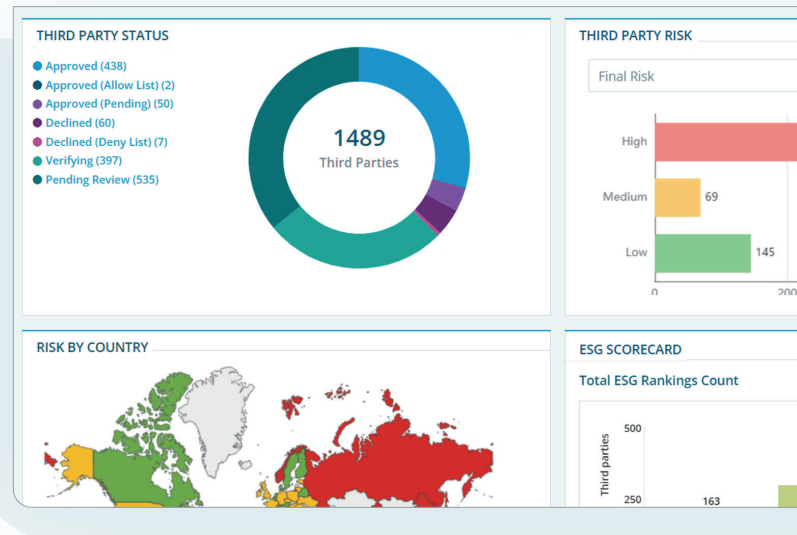 THIRD PARTY STATUS
Approved (438)
Approved (Allow List) (2)
Approved (Pending) (50)
Declined (60)
Declined (Deny List) (7)
Verifying (397)
Pending Review (535)
1489
Third Parties
THIRD PARTY RISK
Final Risk
High
Medium
69
Low
145
0
200
RISK BY COUNTRY
ESG SCORECARD
Total ESG Rankings Count
Third parties
500
250
163